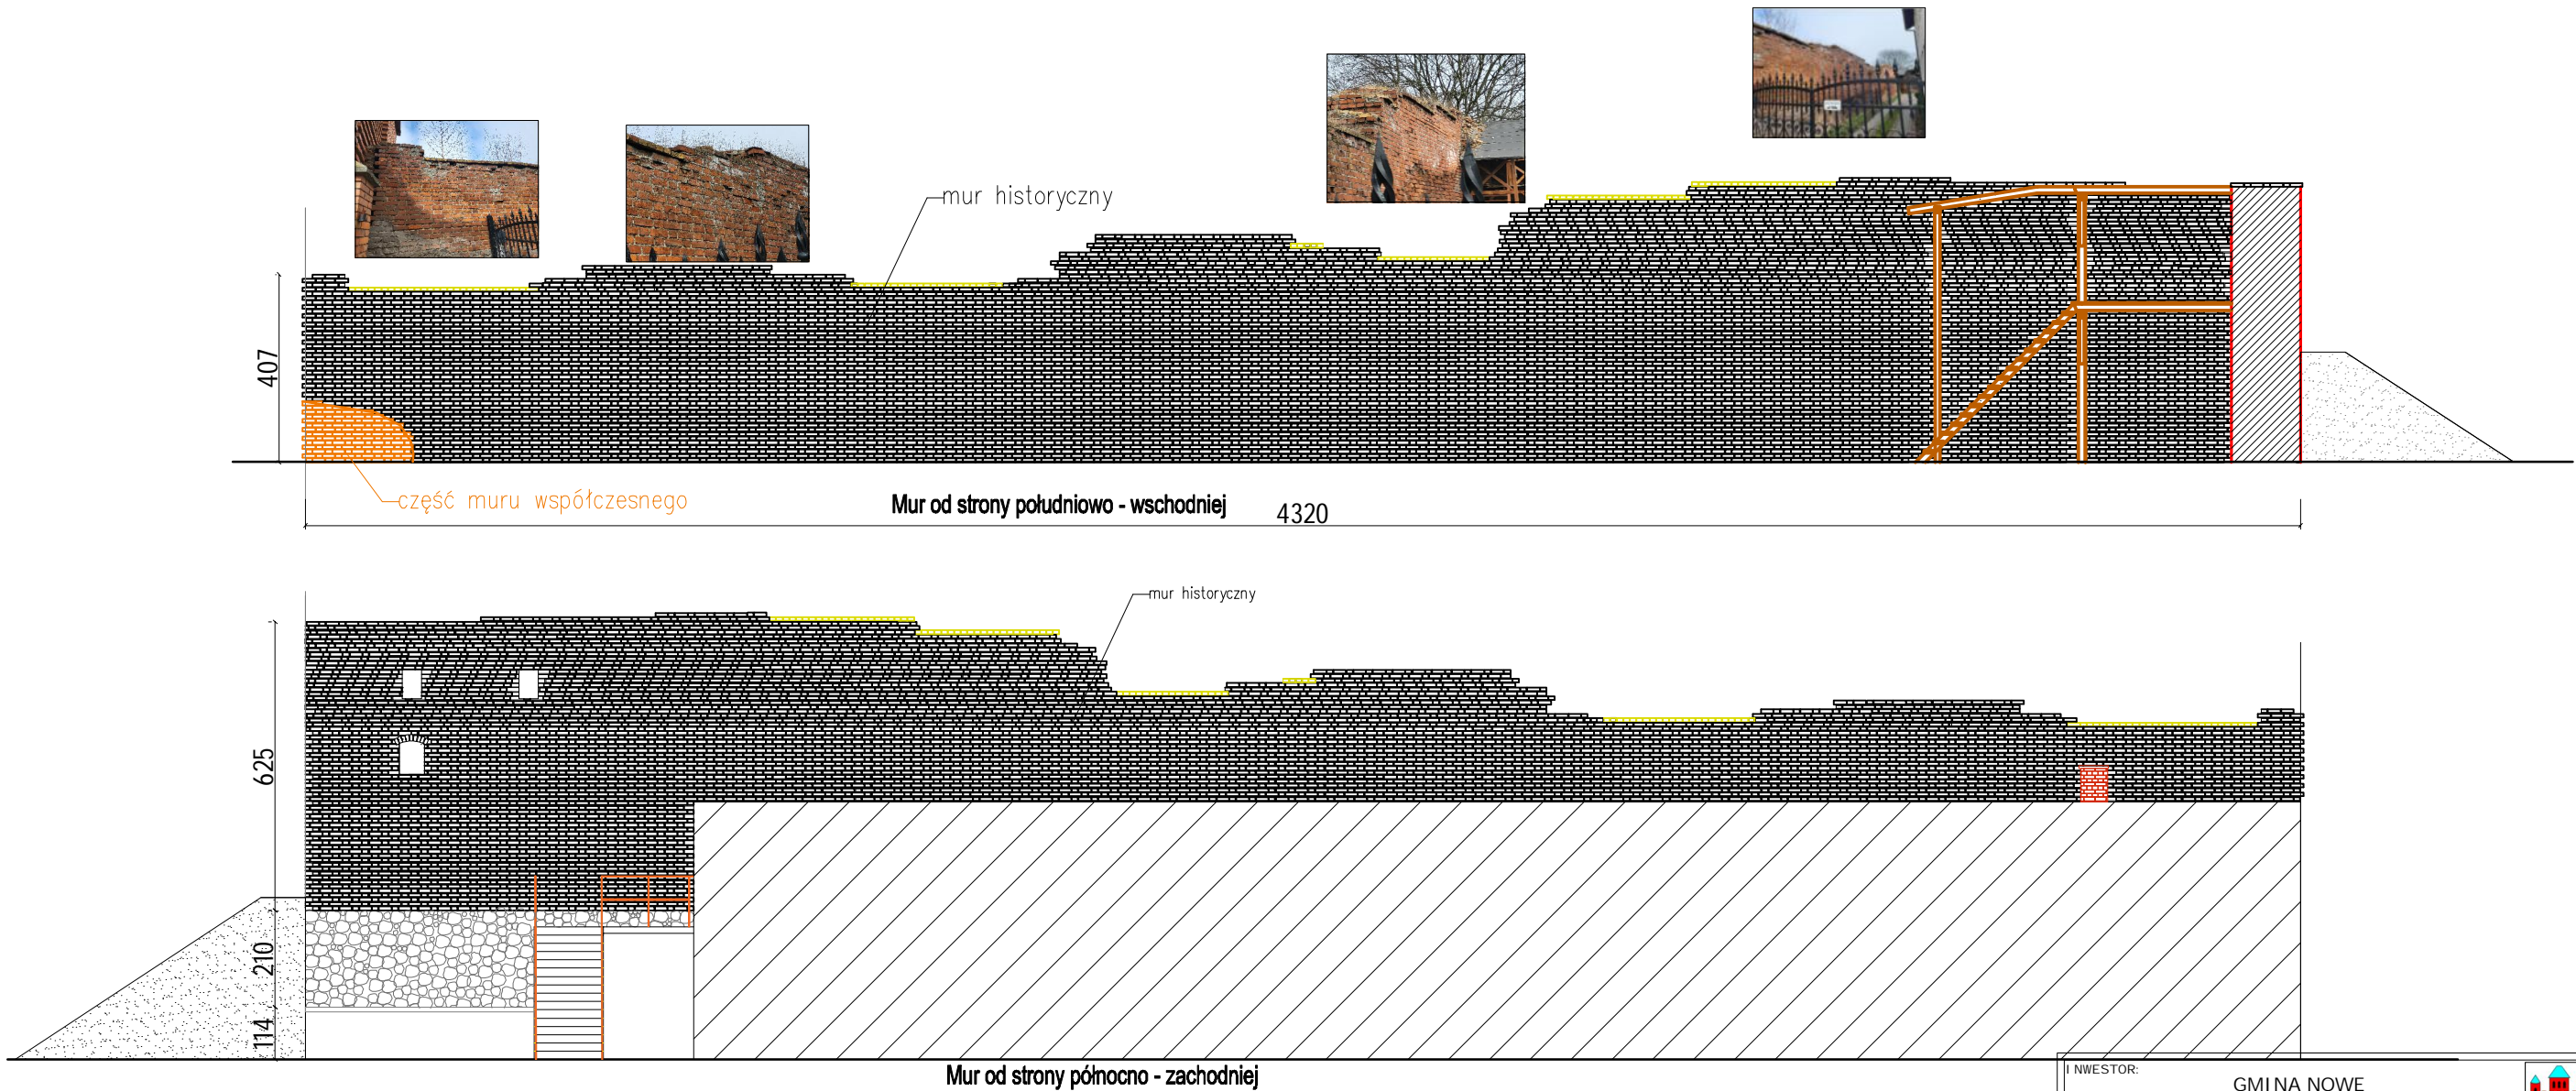 mur historyczny
407
część muru współczesnego
Mur od strony południowo - wschodniej
4320
mur historyczny
625
210
114
Mur od strony północno - zachodniej
INWESTOR:
GMINA NOWE